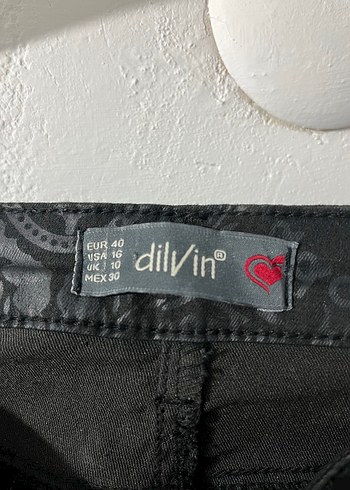 EUR 40
USA 16
UK 10
MEX 30
dilvin®